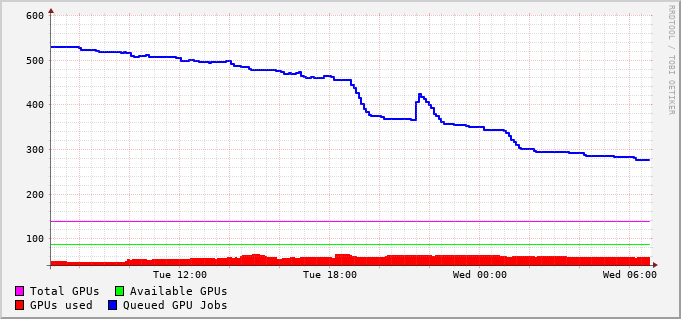 600
500
400
300
200
100
Tue 12:00 Tue 18:00 Wed 00:00 Wed 06:00
Total GPUs Available GPUs
GPUs used Queued GPU Jobs
RRDTOOL / TOBI OETIKER